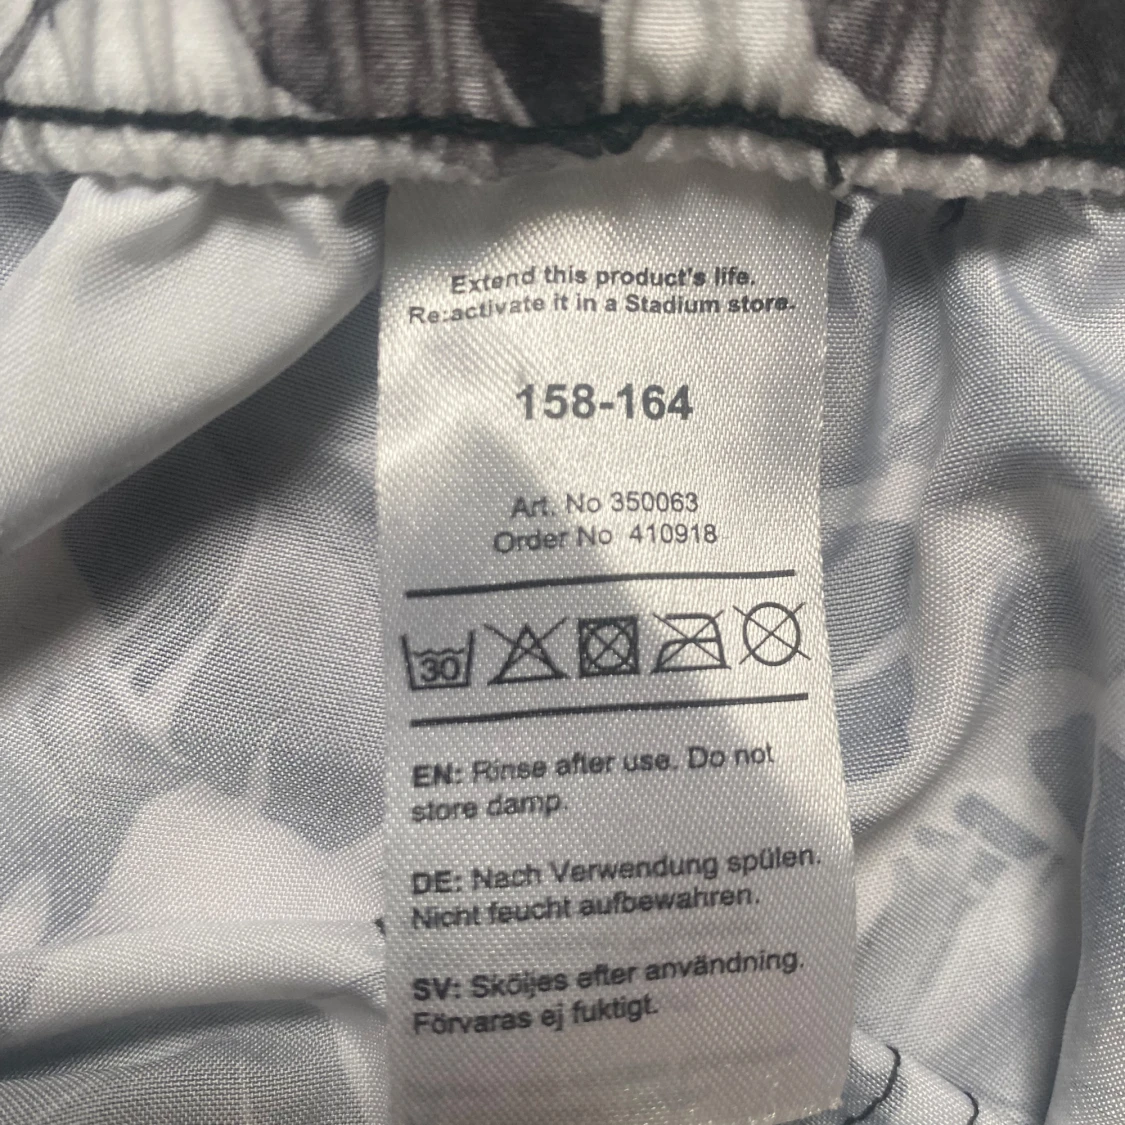 Extend this product's life.
Re:activate it in a Stadium store.
158-164
Art. No 350063
Order No 410918
30
EN: Rinse after use. Do not
store damp.
DE: Nach Verwendung spülen.
Nicht feucht aufbewahren.
SV: Sköljes efter användning.
Förvaras ej fuktigt.